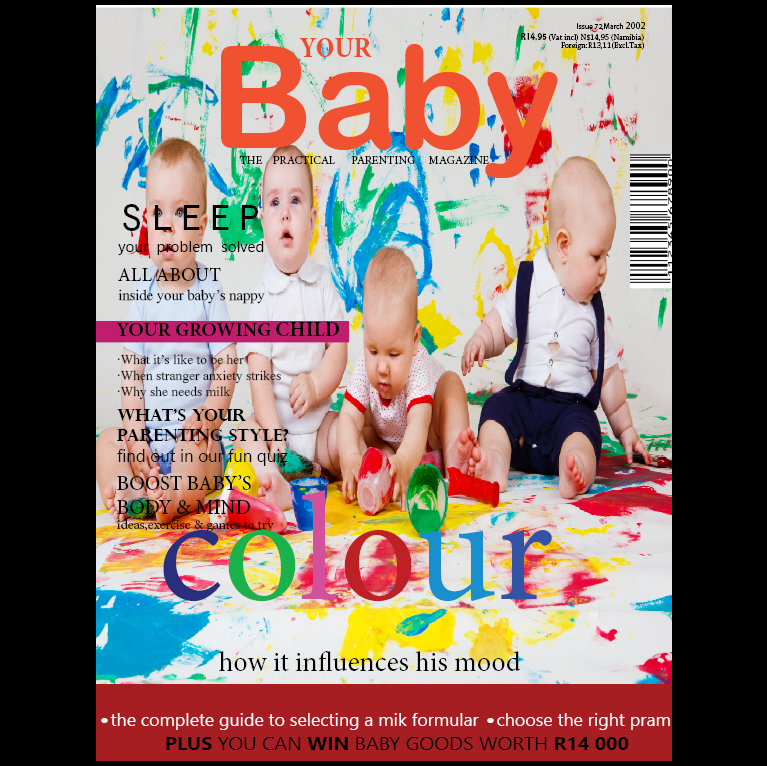 Issue 72,March 2002
R14,95 (Vat incl) N$14,95 (Namibia)
Foreign:R13,11(Excl.Tax)
YOUR
Baby
THE PRACTICAL PARENTING MAGAZINE
SLEEP
your problem solved
ALL ABOUT
inside your baby's nappy
YOUR GROWING CHILD
·What it's like to be her
·When stranger anxiety strikes
·Why she needs milk
WHAT'S YOUR
PARENTING STYLE?
find out in our fun quiz
BOOST BABY'S
BODY & MIND
ideas,exercise & games to try
colour
how it influences his mood
•the complete guide to selecting a mik formular •choose the right pram
PLUS YOU CAN WIN BABY GOODS WORTH R14 000